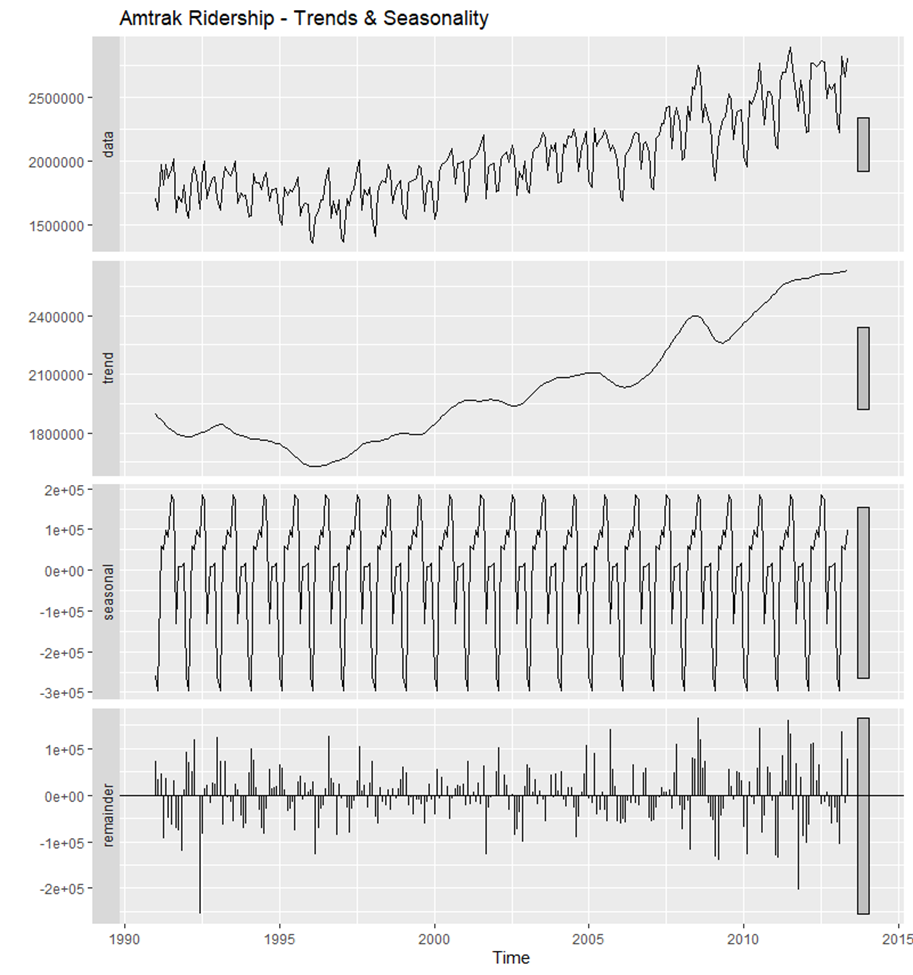 Amtrak Ridership - Trends & Seasonality
data
2500000
2000000
1500000
trend
2400000
2100000
1800000
seasonal
2e+05
1e+05
0e+00
-1e+05
-2e+05
-3e+05
remainder
1e+05
0e+00
-1e+05
-2e+05
1990 1995 2000 2005 2010 2015
Time